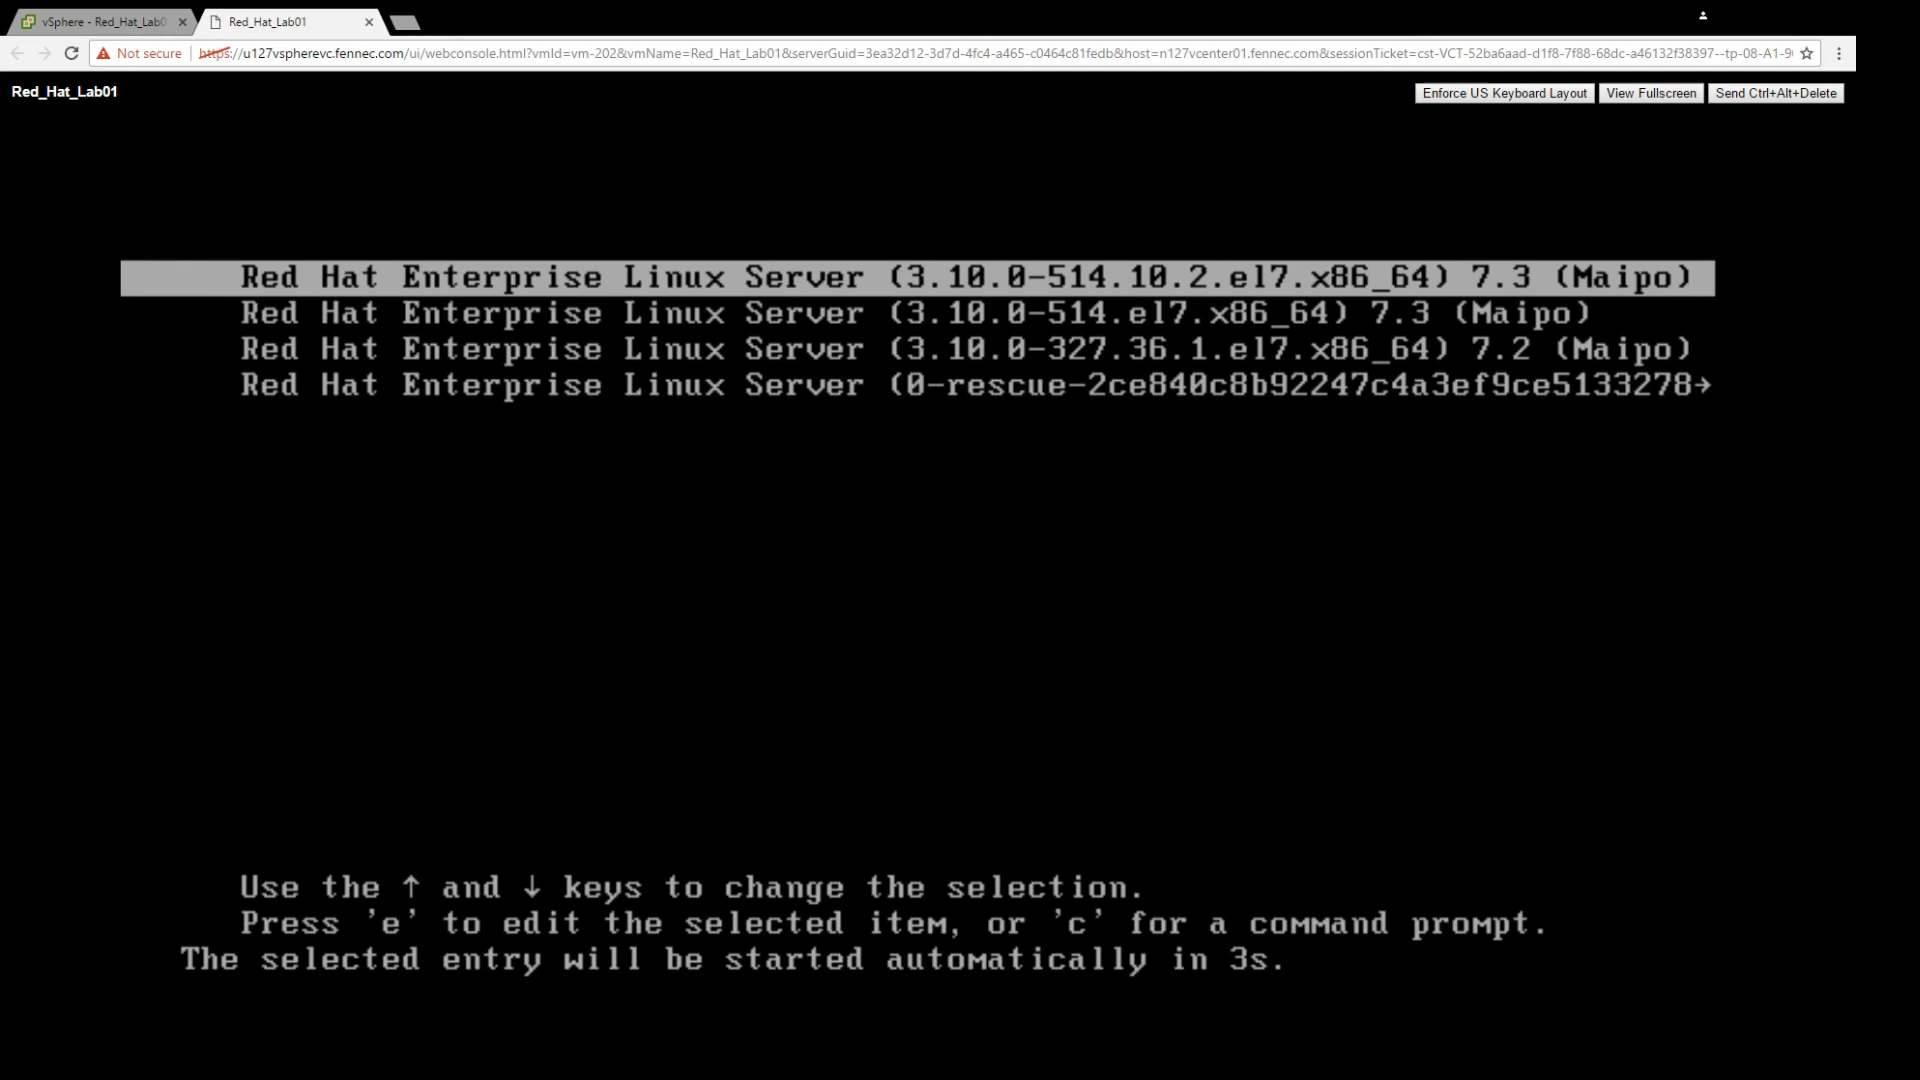 vSphere - Red_Hat_Lab0
Red_Hat_Lab01
Not secure
https://u127vspherevc.fennec.com/ui/webconsole.html?vmId=vm-202&vmName=Red_Hat_Lab01&serverGuid=3ea32d12-3d7d-4fc4-a465-c0464c81fedb&host=n127vcenter01.fennec.com&sessionTicket=cst-VCT-52ba6aad-d1f8-7f88-68dc-a46132f38397--tp-08-A1-9
Red_Hat_Lab01
Enforce US Keyboard Layout
View Fullscreen
Send Ctrl+Alt+Delete
Red Hat Enterprise Linux Server (3.10.0-514.10.2.el7.x86_64) 7.3 (Maipo)
Red Hat Enterprise Linux Server (3.10.0-514.el7.x86_64) 7.3 (Maipo)
Red Hat Enterprise Linux Server (3.10.0-327.36.1.el7.x86_64) 7.2 (Maipo)
Red Hat Enterprise Linux Server (0-rescue-2ce840c8b92247c4a3ef9ce5133278→
Use the ↑ and ↓ keys to change the selection.
Press 'e' to edit the selected item, or 'c' for a command prompt.
The selected entry will be started automatically in 3s.